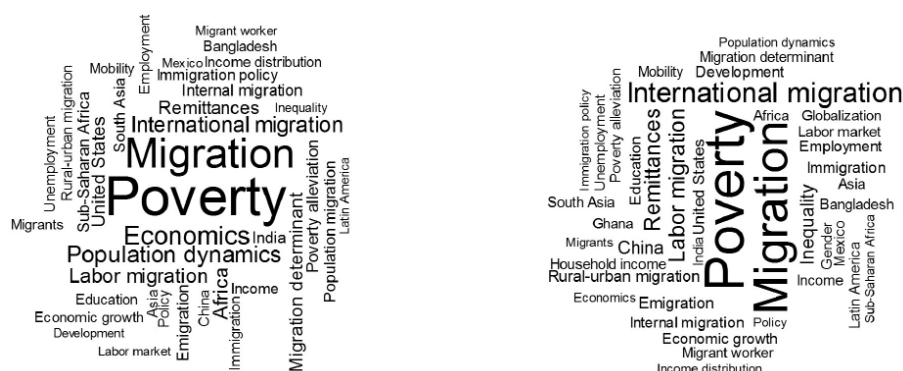 Migrant worker
Bangladesh
Mexico Income distribution
Employment
Mobility
Immigration policy
Internal migration
South Asia
Remittances
Inequality
International migration
Unemployment
Rural-urban migration
Sub-Saharan Africa
United States
Migration
Poverty
Migrants
Economics
India
Population dynamics
Labor migration
Migration determinant
Poverty alleviation
Population migration
Latin America
Education
Asia
Policy
Emigration
China
Africa
Immigration
Income
Economic growth
Development
Labor market
Population dynamics
Migration determinant
Mobility
Development
International migration
Immigration policy
Unemployment
Poverty alleviation
Education
Remittances
Labor migration
United States
India
Poverty
Migration
Africa
Globalization
Labor market
Employment
Immigration
Asia
Bangladesh
South Asia
Ghana
Migrants
China
Household income
Rural-urban migration
Inequality
Gender
Mexico
Income
Latin America
Sub-Saharan Africa
Economics
Emigration
Internal migration
Policy
Economic growth
Migrant worker
Income distribution